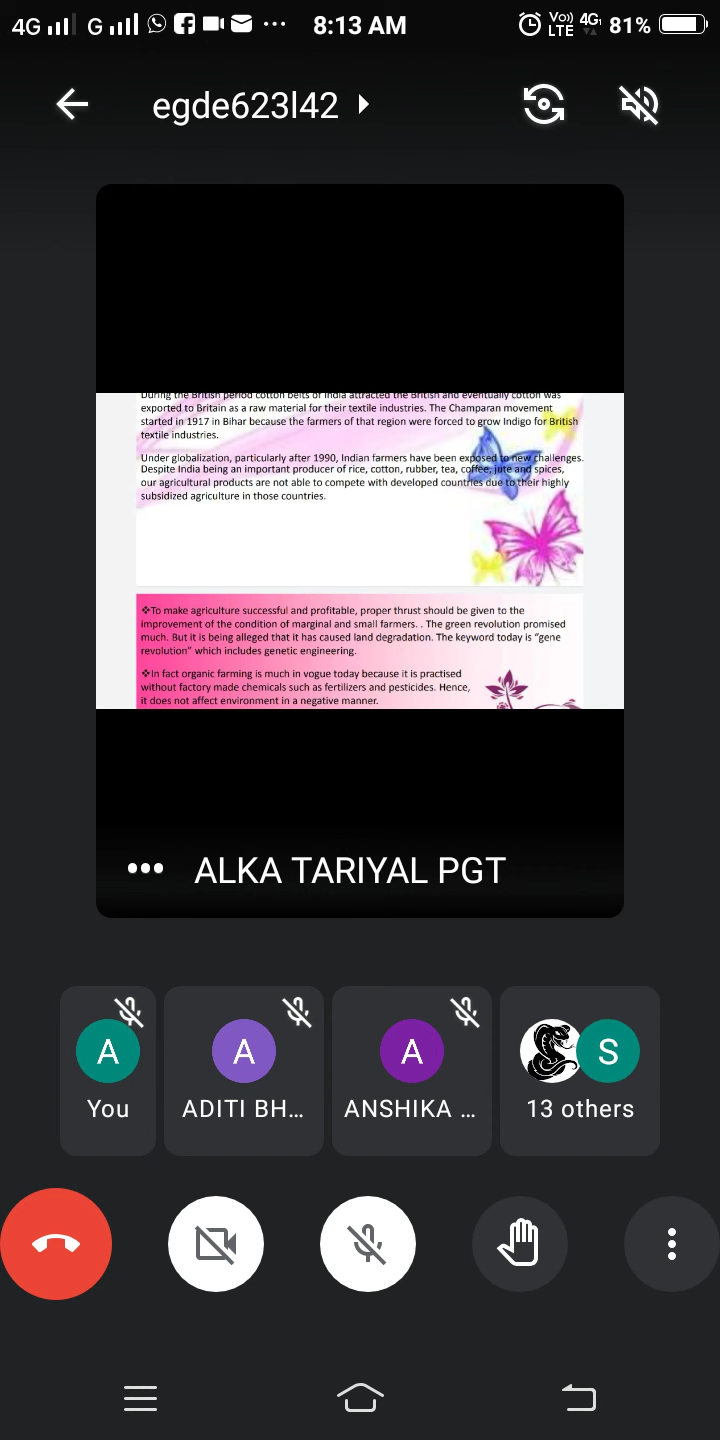 4G G 8:13 AM Vo)) LTE 4G 81%
egde623l42
During the British period cotton belts of India attracted the British and eventually cotton was
exported to Britain as a raw material for their textile industries. The Champaran movement
started in 1917 in Bihar because the farmers of that region were forced to grow Indigo for British
textile industries.
Under globalization, particularly after 1990, Indian farmers have been exposed to new challenges.
Despite India being an important producer of rice, cotton, rubber, tea, coffee, jute and spices,
our agricultural products are not able to compete with developed countries due to their highly
subsidized agriculture in those countries.
❖To make agriculture successful and profitable, proper thrust should be given to the
improvement of the condition of marginal and small farmers. . The green revolution promised
much. But it is being alleged that it has caused land degradation. The keyword today is “gene
revolution” which includes genetic engineering.
❖In fact organic farming is much in vogue today because it is practised
without factory made chemicals such as fertilizers and pesticides. Hence,
it does not affect environment in a negative manner.
ALKA TARIYAL PGT
A A A S
You ADITI BH... ANSHIKA ... 13 others